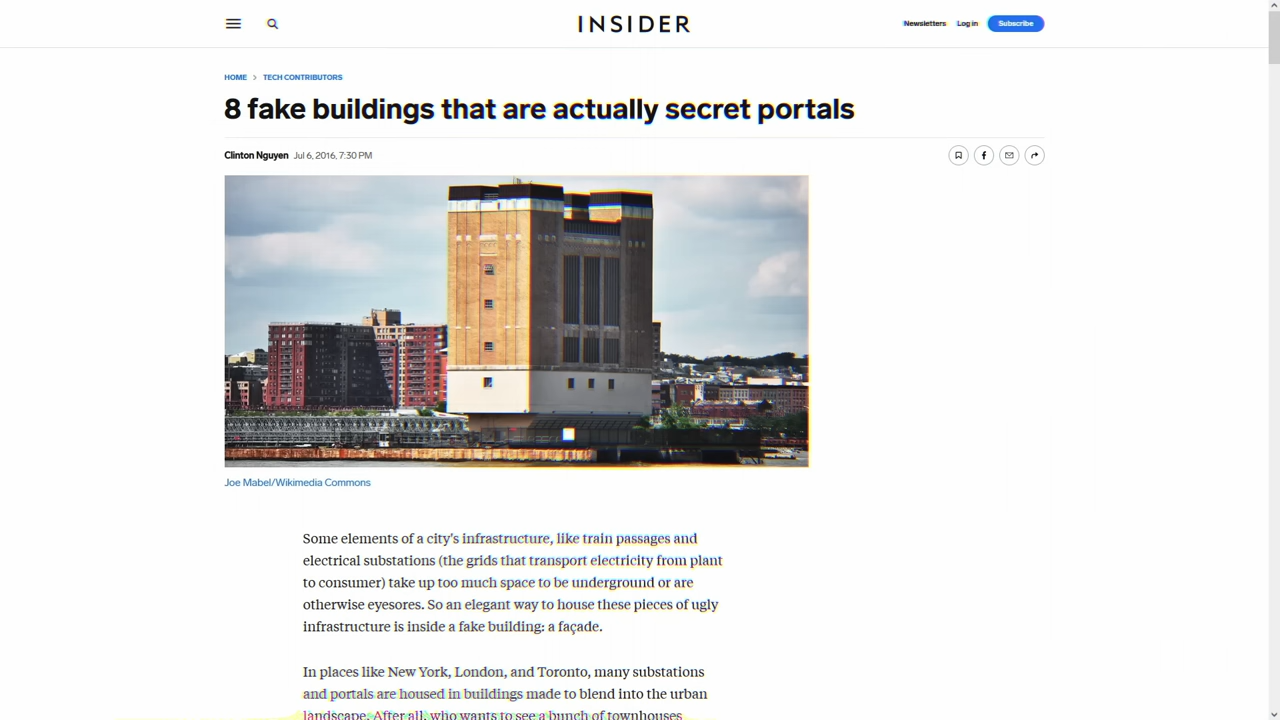 INSIDER
Newsletters Log in Subscribe
HOME > TECH CONTRIBUTORS
8 fake buildings that are actually secret portals
Clinton Nguyen Jul 6, 2016, 7:30 PM
Joe Mabel/Wikimedia Commons
Some elements of a city's infrastructure, like train passages and
electrical substations (the grids that transport electricity from plant
to consumer) take up too much space to be underground or are
otherwise eyesores. So an elegant way to house these pieces of ugly
infrastructure is inside a fake building: a façade.
In places like New York, London, and Toronto, many substations
and portals are housed in buildings made to blend into the urban
landscape. After all, who wants to see a bunch of townhouses